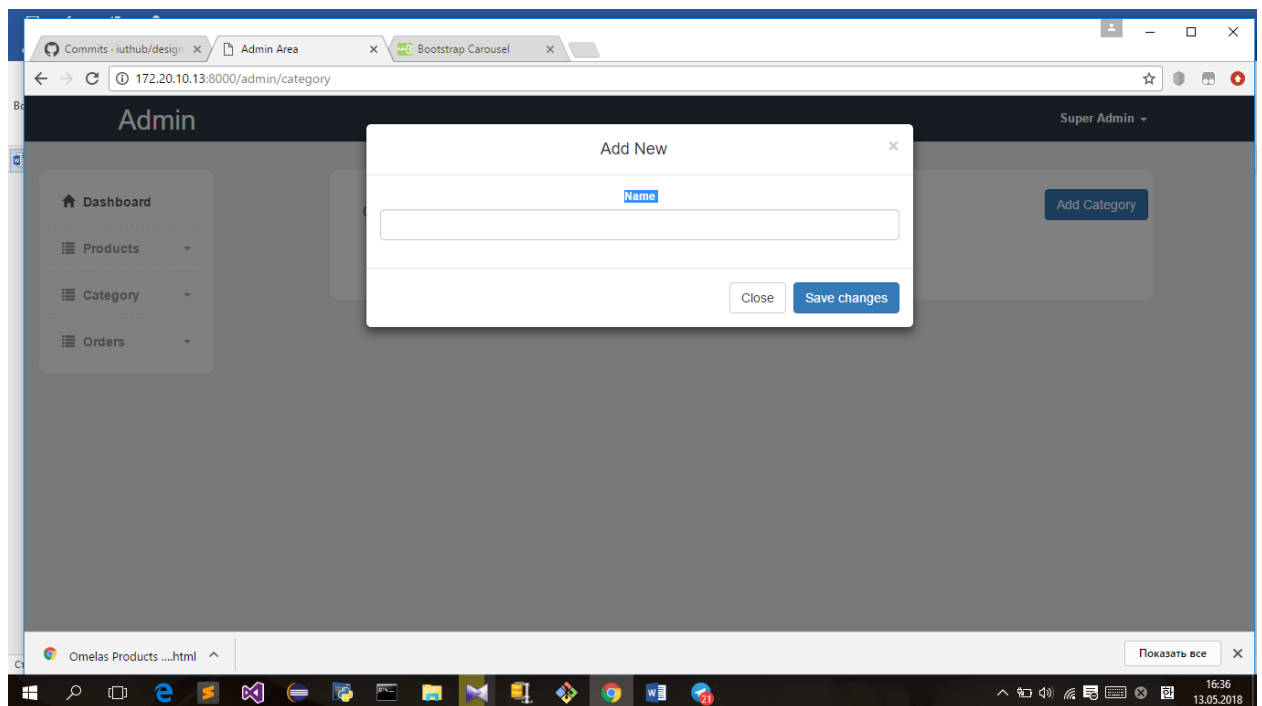 Commits · iuthub/design
Admin Area
Bootstrap Carousel
172.20.10.13:8000/admin/category
Admin
Super Admin
Add New
×
Name
Dashboard
Add Category
Products
Category
Close
Save changes
Orders
Omelas Products ....html
Показать все
16:36
21
13.05.2018